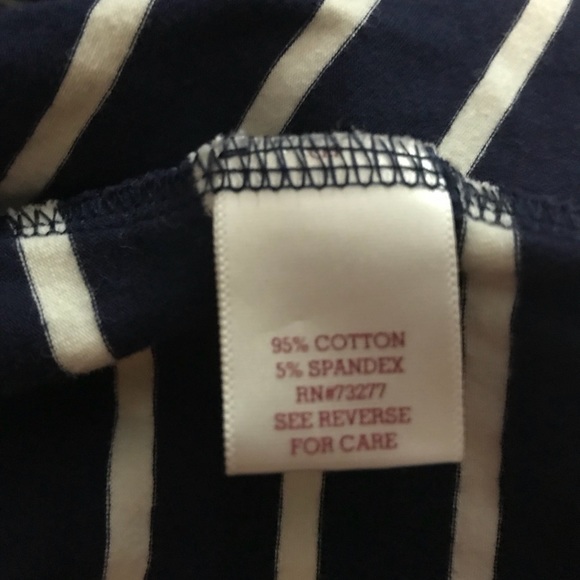 95% COTTON
5% SPANDEX
RN#73277
SEE REVERSE
FOR CARE